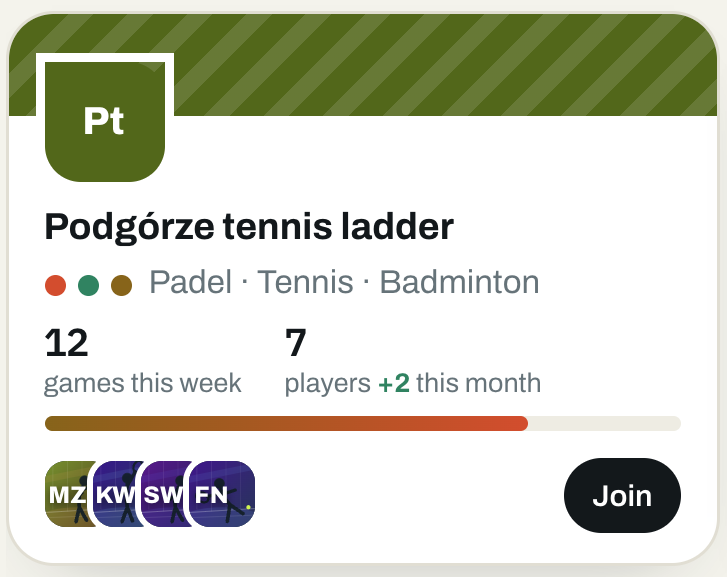 Pt
Podgórze tennis ladder
Padel · Tennis · Badminton
12
games this week
7
players +2 this month
MZ KW SW FN
Join